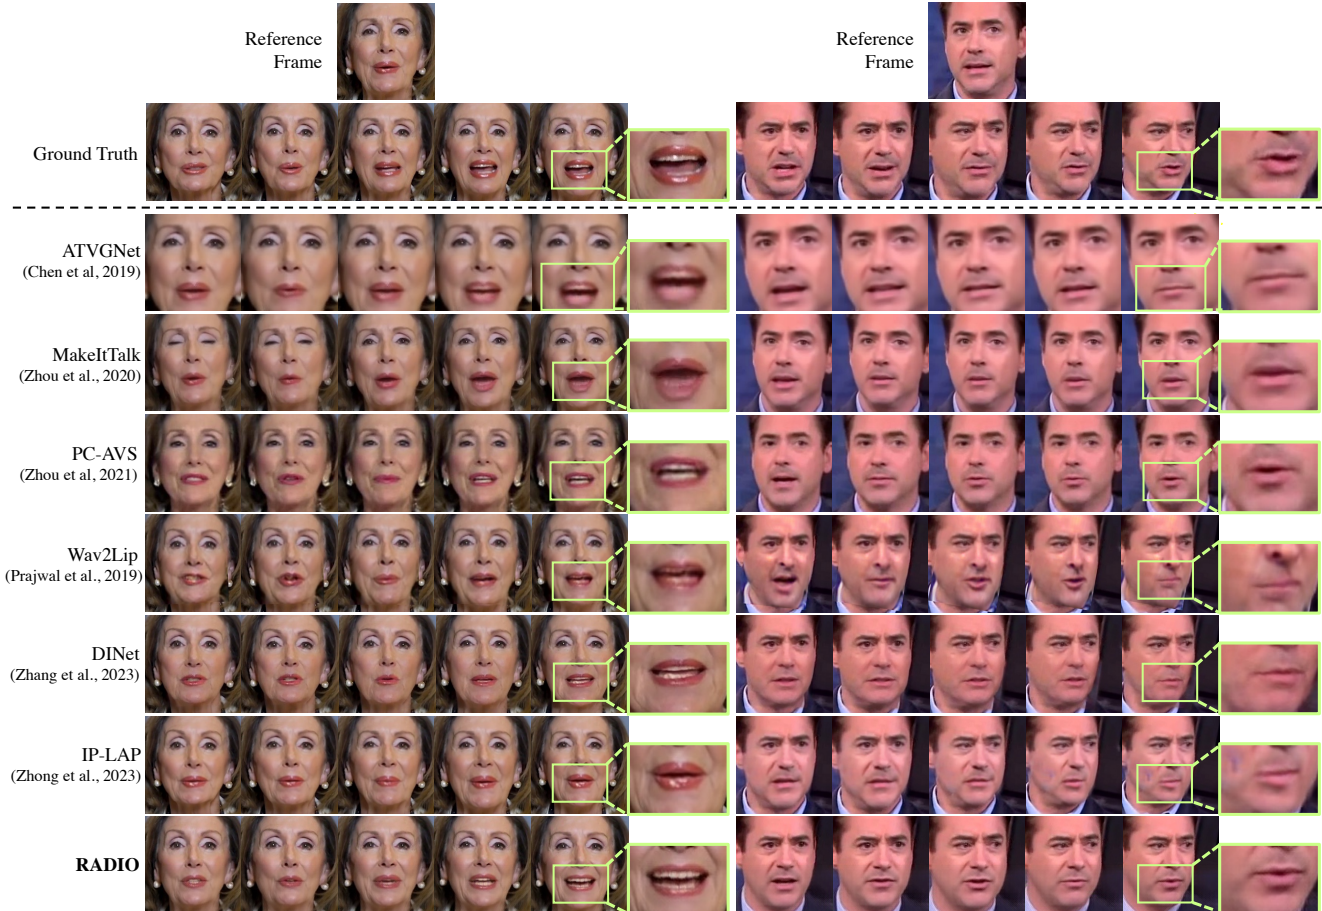 Reference
Frame
Reference
Frame
Ground Truth
ATVGNet
(Chen et al, 2019)
MakeItTalk
(Zhou et al., 2020)
PC-AVS
(Zhou et al, 2021)
Wav2Lip
(Prajwal et al., 2019)
DINet
(Zhang et al., 2023)
IP-LAP
(Zhong et al., 2023)
RADIO